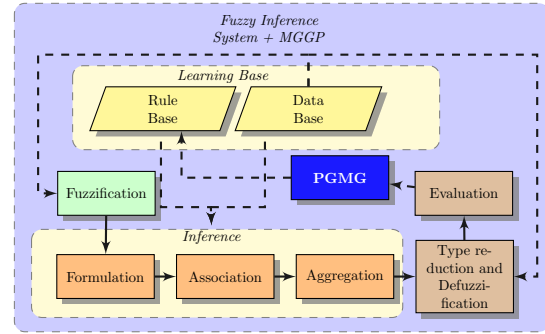 Fuzzy Inference
System + MGGP
Learning Base
Rule
Base
Data
Base
PGMG
Fuzzification
Evaluation
Inference
Formulation
Association
Aggregation
Type re-
duction and
Defuzzi-
fication